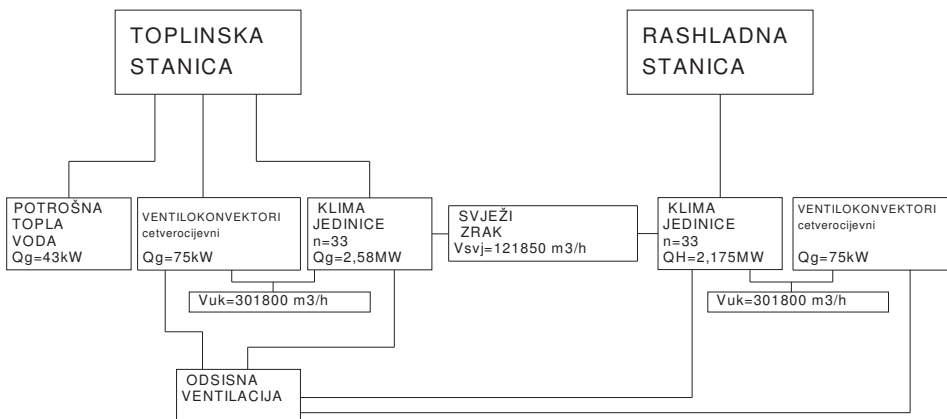 TOPLINSKA
STANICA
RASHLADNA
STANICA
POTROŠNA
TOPLA
VODA
Qg=43kW
VENTILOKONVEKTORI
cetverocijevni
Qg=75kW
KLIMA
JEDINICE
n=33
Qg=2,58MW
SVJEŽI
ZRAK
Vsvj=121850 m3/h
KLIMA
JEDINICE
n=33
QH=2,175MW
VENTILOKONVEKTORI
cetverocijevni
Qg=75kW
Vuk=301800 m3/h
Vuk=301800 m3/h
ODSISNA
VENTILACIJA